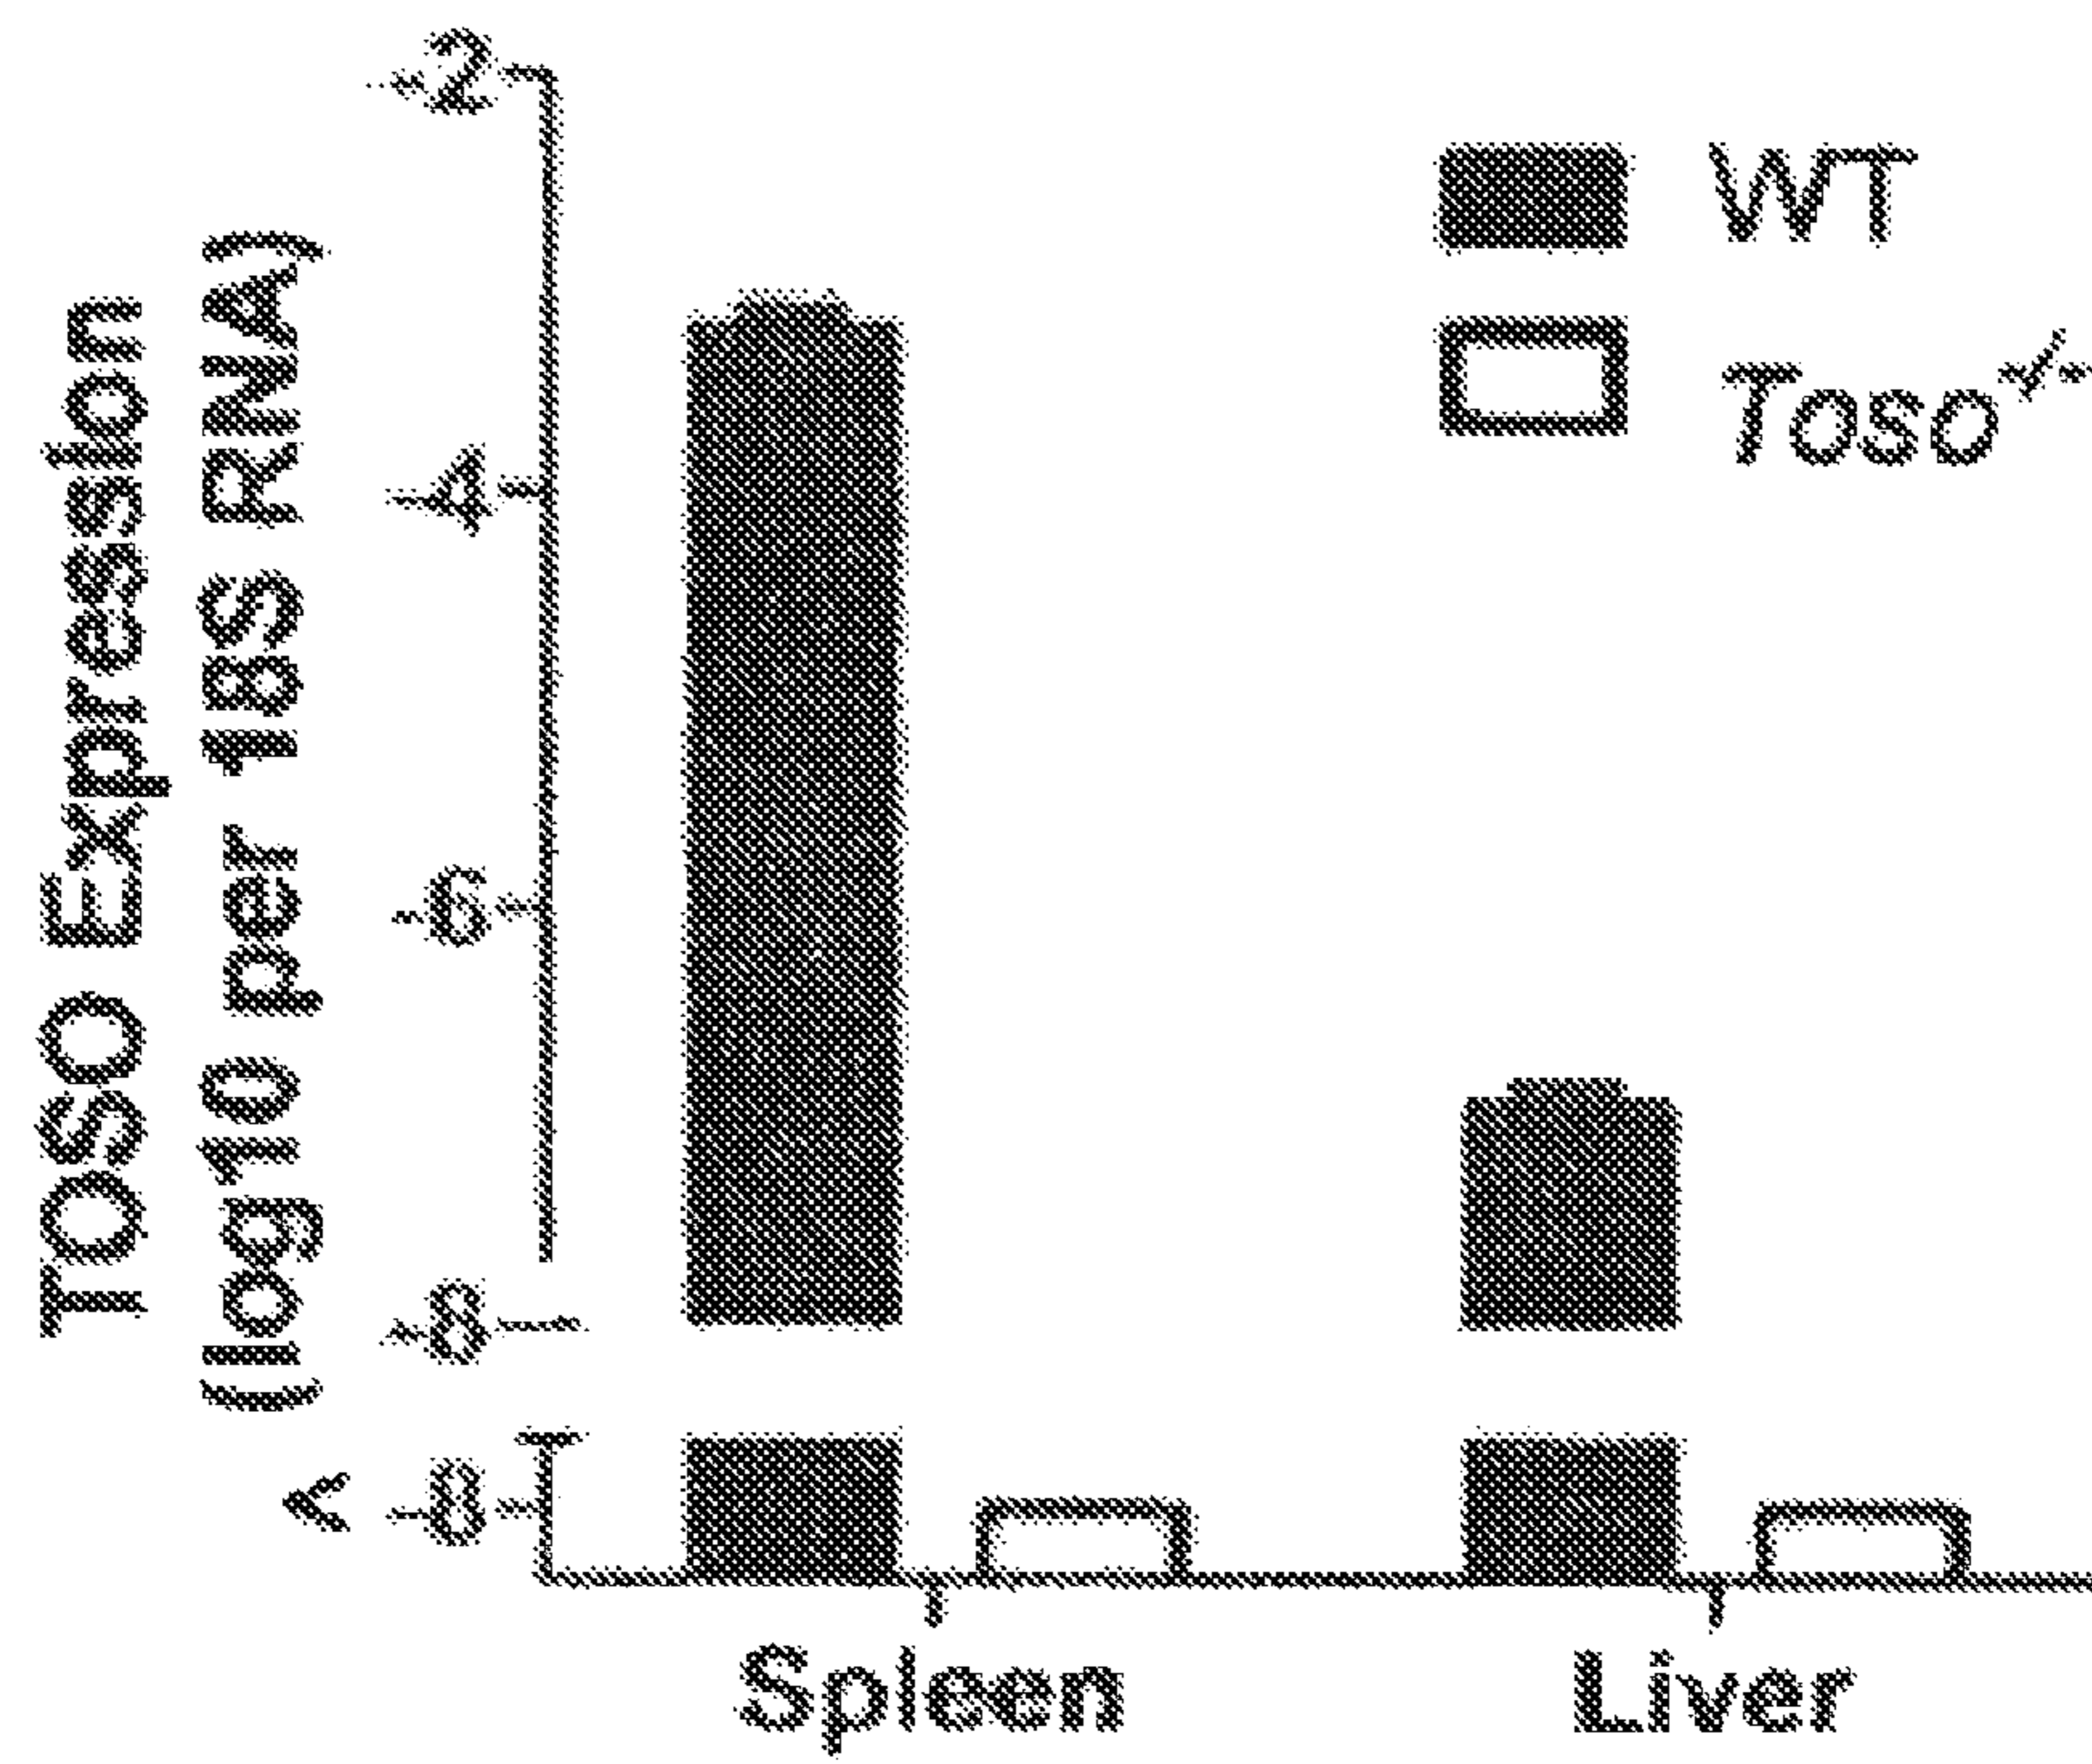 TOSO Expression
(log10 per 18S RNA)
-2
-4
-6
-8
< -8
WT
Toso-/-
Spleen
Liver